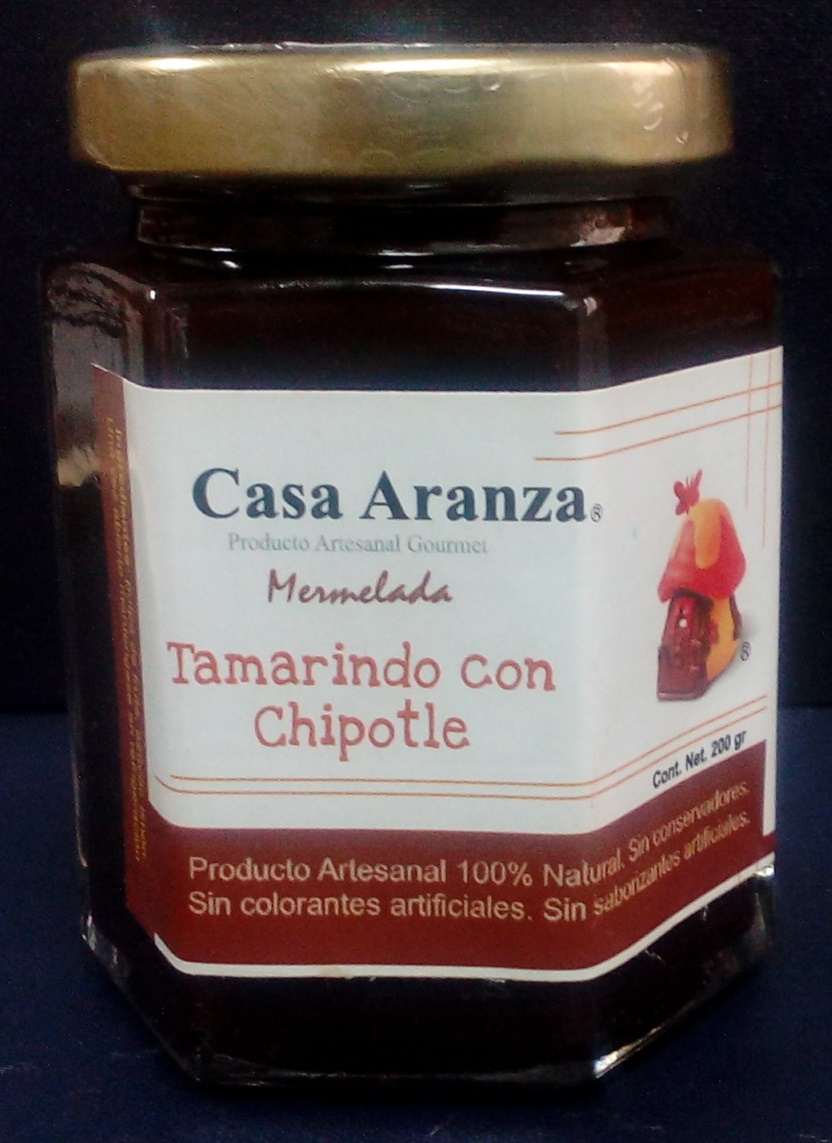 Casa Aranza®
Producto Artesanal Gourmet
Mermelada
Tamarindo con
Chipotle
®
Cont. Net. 200 gr
Producto Artesanal 100% Natural. Sin conservadores.
Sin colorantes artificiales. Sin saborizantes artificiales.
Ingredientes: